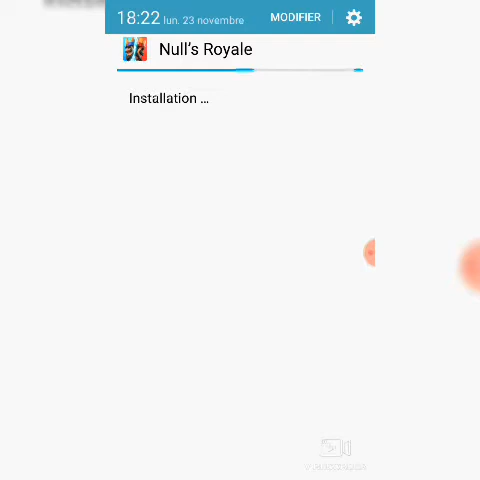 18:22 lun. 23 novembre MODIFIER
Null’s Royale
Installation ...